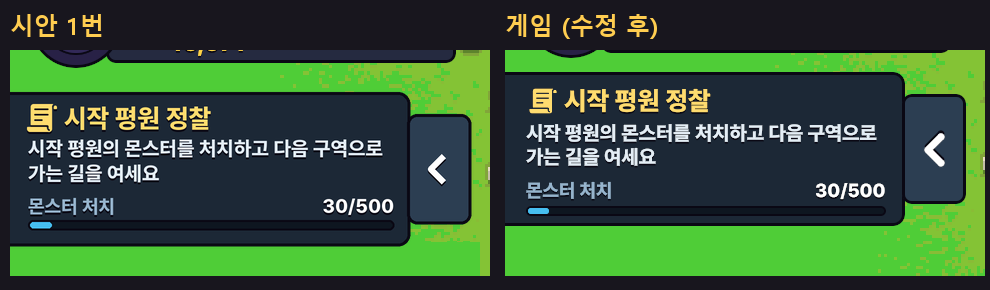 시안 1번
시작 평원 정찰
시작 평원의 몬스터를 처치하고 다음 구역으로
가는 길을 여세요
몬스터 처치 30/500
게임 (수정 후)
시작 평원 정찰
시작 평원의 몬스터를 처치하고 다음 구역으로
가는 길을 여세요
몬스터 처치 30/500